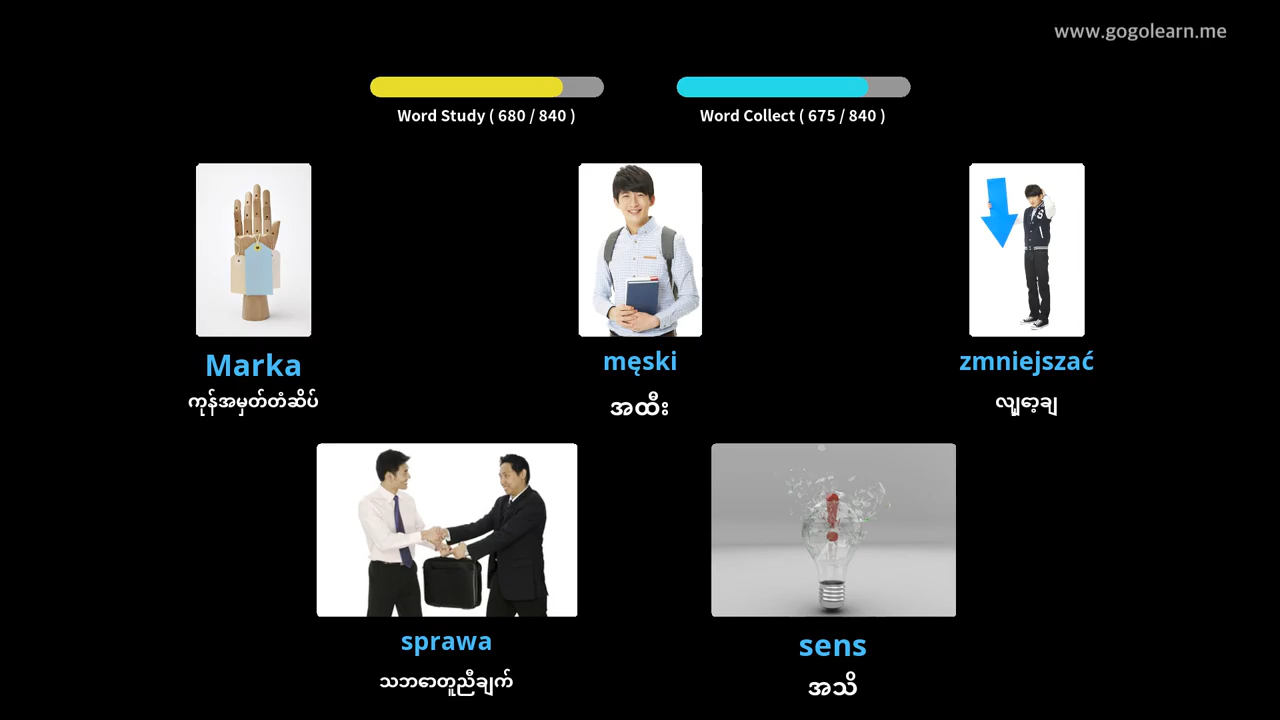 www.gogolearn.me
Word Study ( 680 / 840 )
Word Collect ( 675 / 840 )
Marka
ကုန်အမှတ်တံဆိပ်
męski
အထီး
zmniejszać
လျှော့ချ
sprawa
သဘောတူညီချက်
sens
အသိ